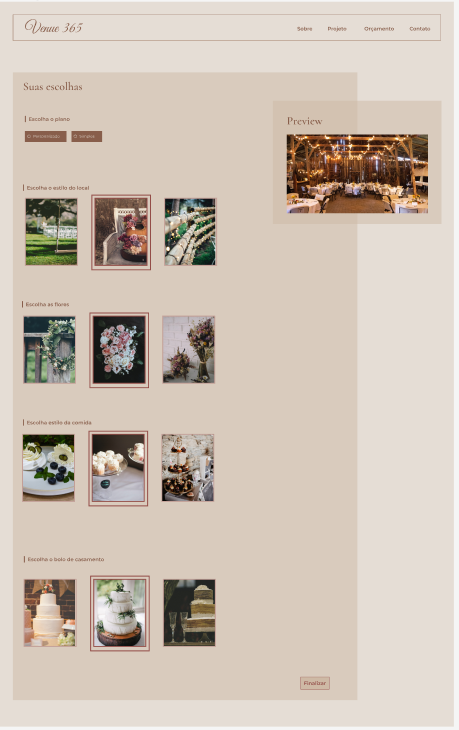 Venue 365
Sobre Projeto Orçamento Contato
Suas escolhas
Escolha o plano
Personalizado Simples
Preview
Escolha o estilo do local
Escolha as flores
Escolha estilo da comida
Escolha o bolo de casamento
Finalizar